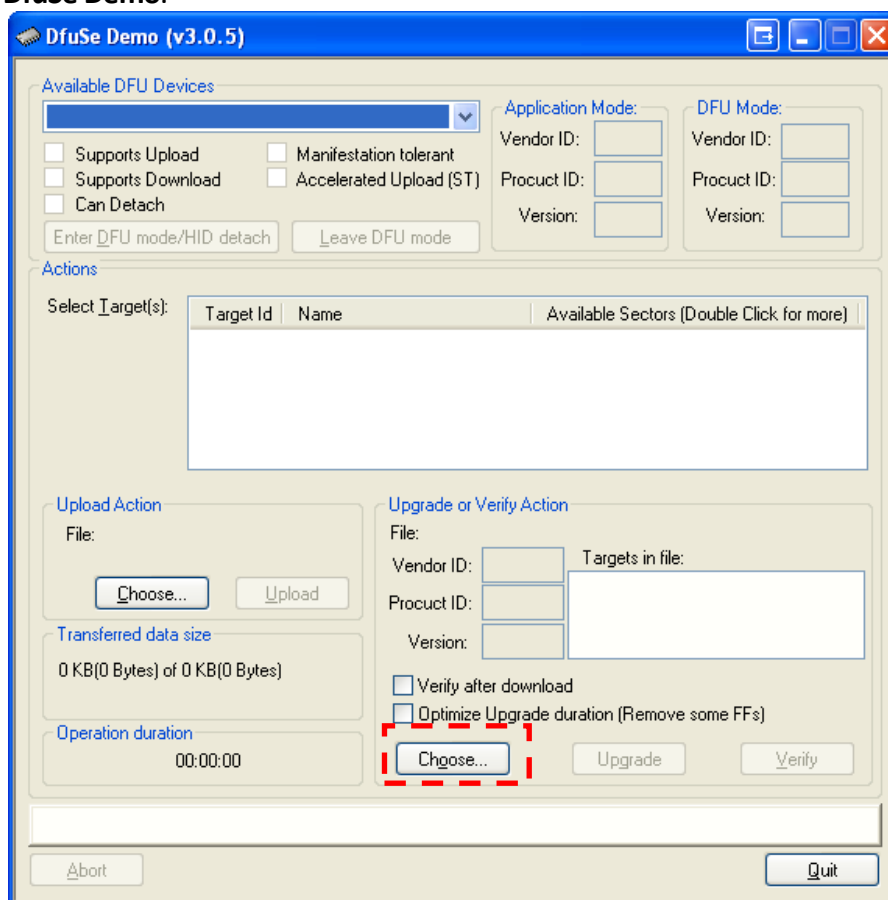 DfuSe Demo.
DfuSe Demo (v3.0.5)
Available DFU Devices
Supports Upload
Manifestation tolerant
Supports Download
Accelerated Upload (ST)
Can Detach
Enter DFU mode/HID detach
Leave DFU mode
Application Mode:
Vendor ID:
Procuct ID:
Version:
DFU Mode:
Vendor ID:
Procuct ID:
Version:
Actions
Select Target(s):
Target Id
Name
Available Sectors (Double Click for more)
Upload Action
File:
Choose...
Upload
Transferred data size
0 KB(0 Bytes) of 0 KB(0 Bytes)
Operation duration
00:00:00
Upgrade or Verify Action
File:
Vendor ID:
Procuct ID:
Version:
Targets in file:
Verify after download
Optimize Upgrade duration (Remove some FFs)
Choose...
Upgrade
Verify
Abort
Quit